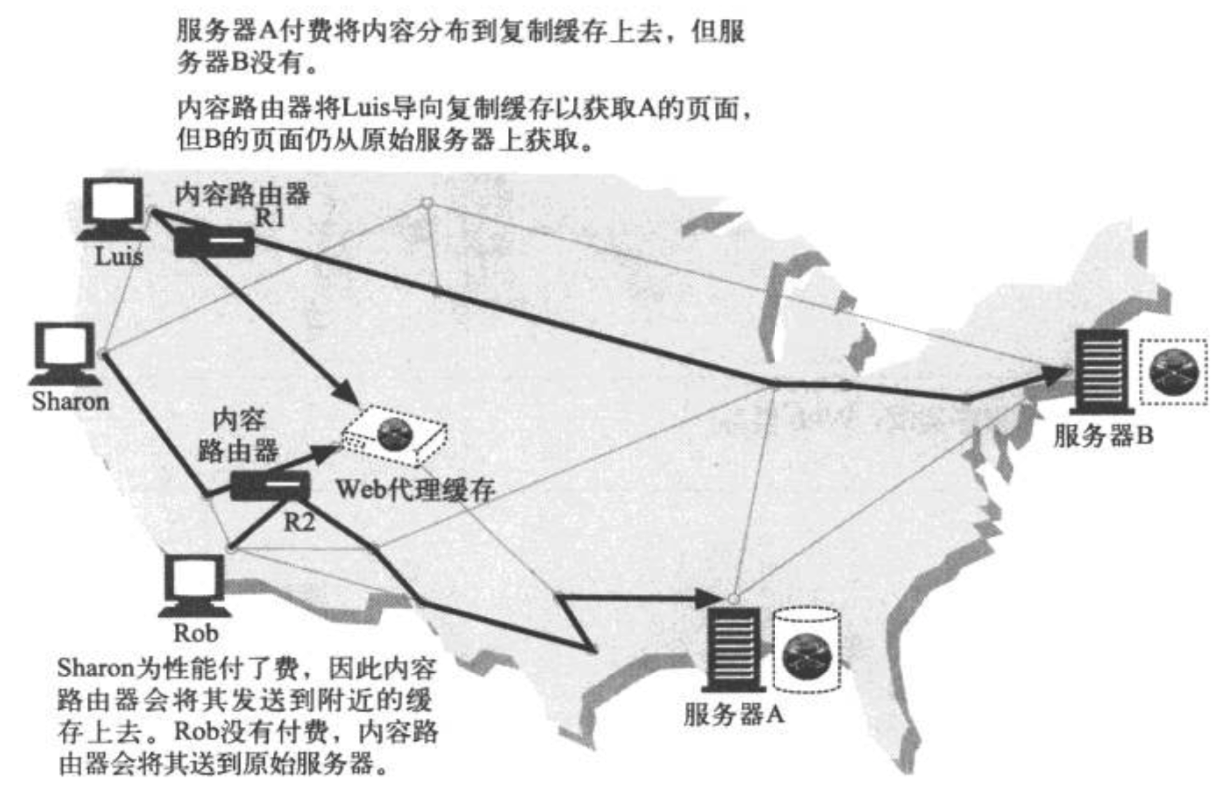 服务器A付费将内容分布到复制缓存上去，但服
务器B没有。
内容路由器将Luis导向复制缓存以获取A的页面，
但B的页面仍从原始服务器上获取。
内容路由器
R1
Luis
Sharon
内容
路由器
R2
Web代理缓存
服务器B
Rob
服务器A
Sharon为性能付了费，因此内容
路由器会将其发送到附近的缓
存上去。Rob没有付费，内容路
由器会将其送到原始服务器。